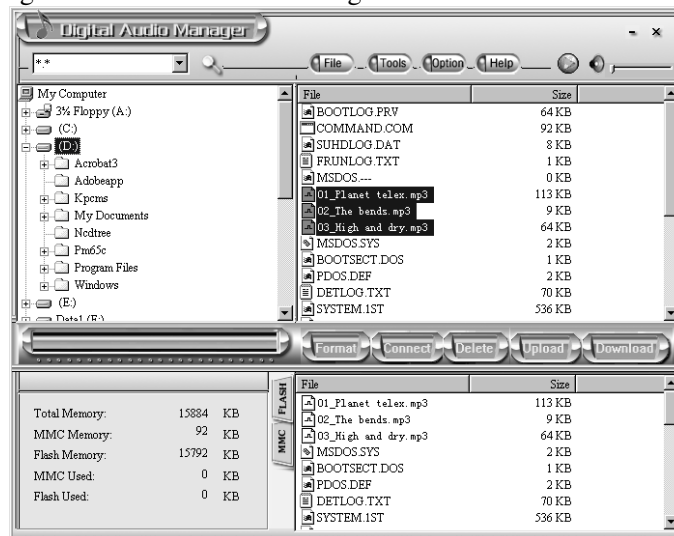 Digital Audio Manager
*.*
File Tools Option Help
My Computer
3½ Floppy (A:)
(C:)
(D:)
Acrobat3
Adobeapp
Kpcms
My Documents
Ncdtree
Pm65c
Program Files
Windows
(E:)
Data1 (F:)
File Size
BOOTLOG.PRV 64 KB
COMMAND.COM 92 KB
SUHDLOG.DAT 8 KB
FRUNLOG.TXT 1 KB
MSDOS.--- 0 KB
01_Planet telex.mp3 113 KB
02_The bends.mp3 9 KB
03_High and dry.mp3 64 KB
MSDOS.SYS 2 KB
BOOTSECT.DOS 1 KB
PDOS.DEF 2 KB
DETLOG.TXT 70 KB
SYSTEM.1ST 536 KB
Format Connect Delete Upload Download
Total Memory: 15884 KB
MMC Memory: 92 KB
Flash Memory: 15792 KB
MMC Used: 0 KB
Flash Used: 0 KB
FLASH
MMC
File Size
01_Planet telex.mp3 113 KB
02_The bends.mp3 9 KB
03_High and dry.mp3 64 KB
MSDOS.SYS 2 KB
BOOTSECT.DOS 1 KB
PDOS.DEF 2 KB
DETLOG.TXT 70 KB
SYSTEM.1ST 536 KB